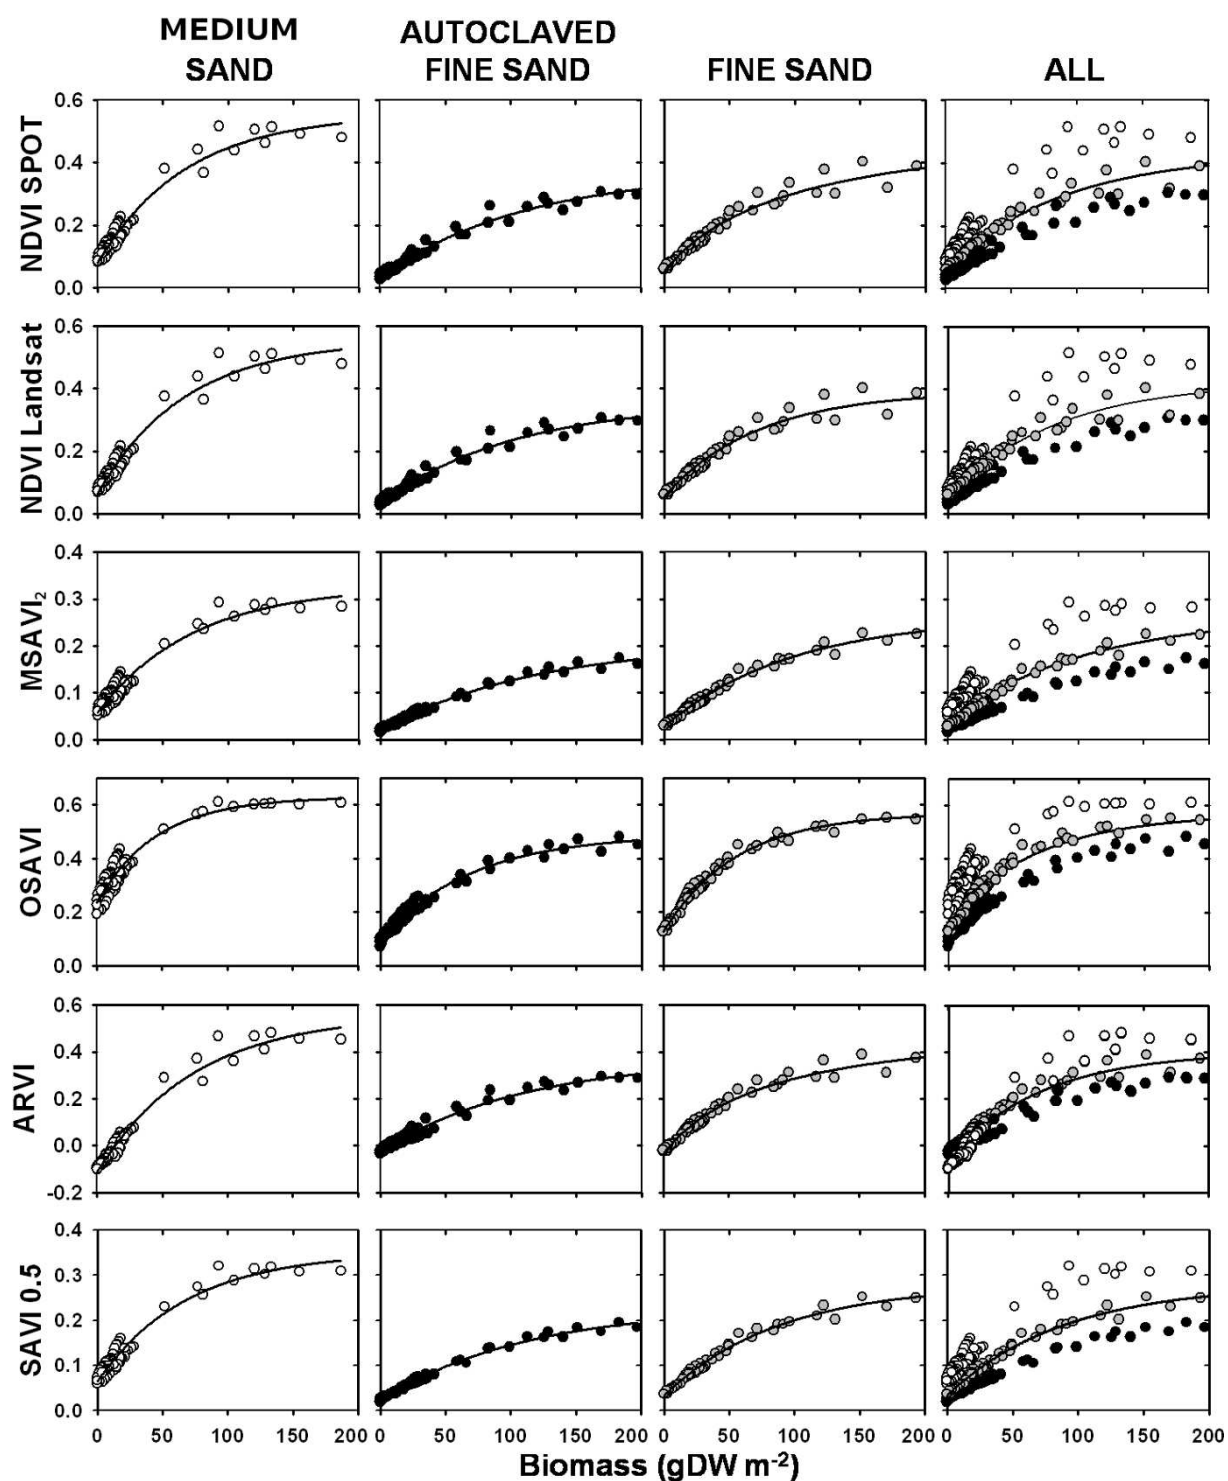 MEDIUM SAND
AUTOCLAVED FINE SAND
FINE SAND
ALL
NDVI SPOT
0.6
0.4
0.2
0.0
NDVI Landsat
0.6
0.4
0.2
0.0
MSAVI₂
0.4
0.3
0.2
0.1
0.0
OSAVI
0.6
0.4
0.2
0.0
ARVI
0.6
0.4
0.2
0.0
-0.2
SAVI 0.5
0.4
0.3
0.2
0.1
0.0
0 50 100 150 200 0 50 100 150 200 0 50 100 150 200 0 50 100 150 200
Biomass (gDW m⁻²)